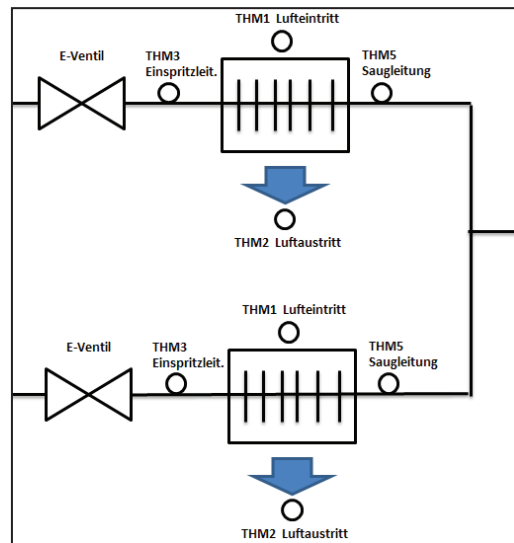 THM1 Lufteintritt
E-Ventil
THM3
Einspritzleit.
THM5
Saugleitung
THM2 Luftaustritt
THM1 Lufteintritt
E-Ventil
THM3
Einspritzleit.
THM5
Saugleitung
THM2 Luftaustritt